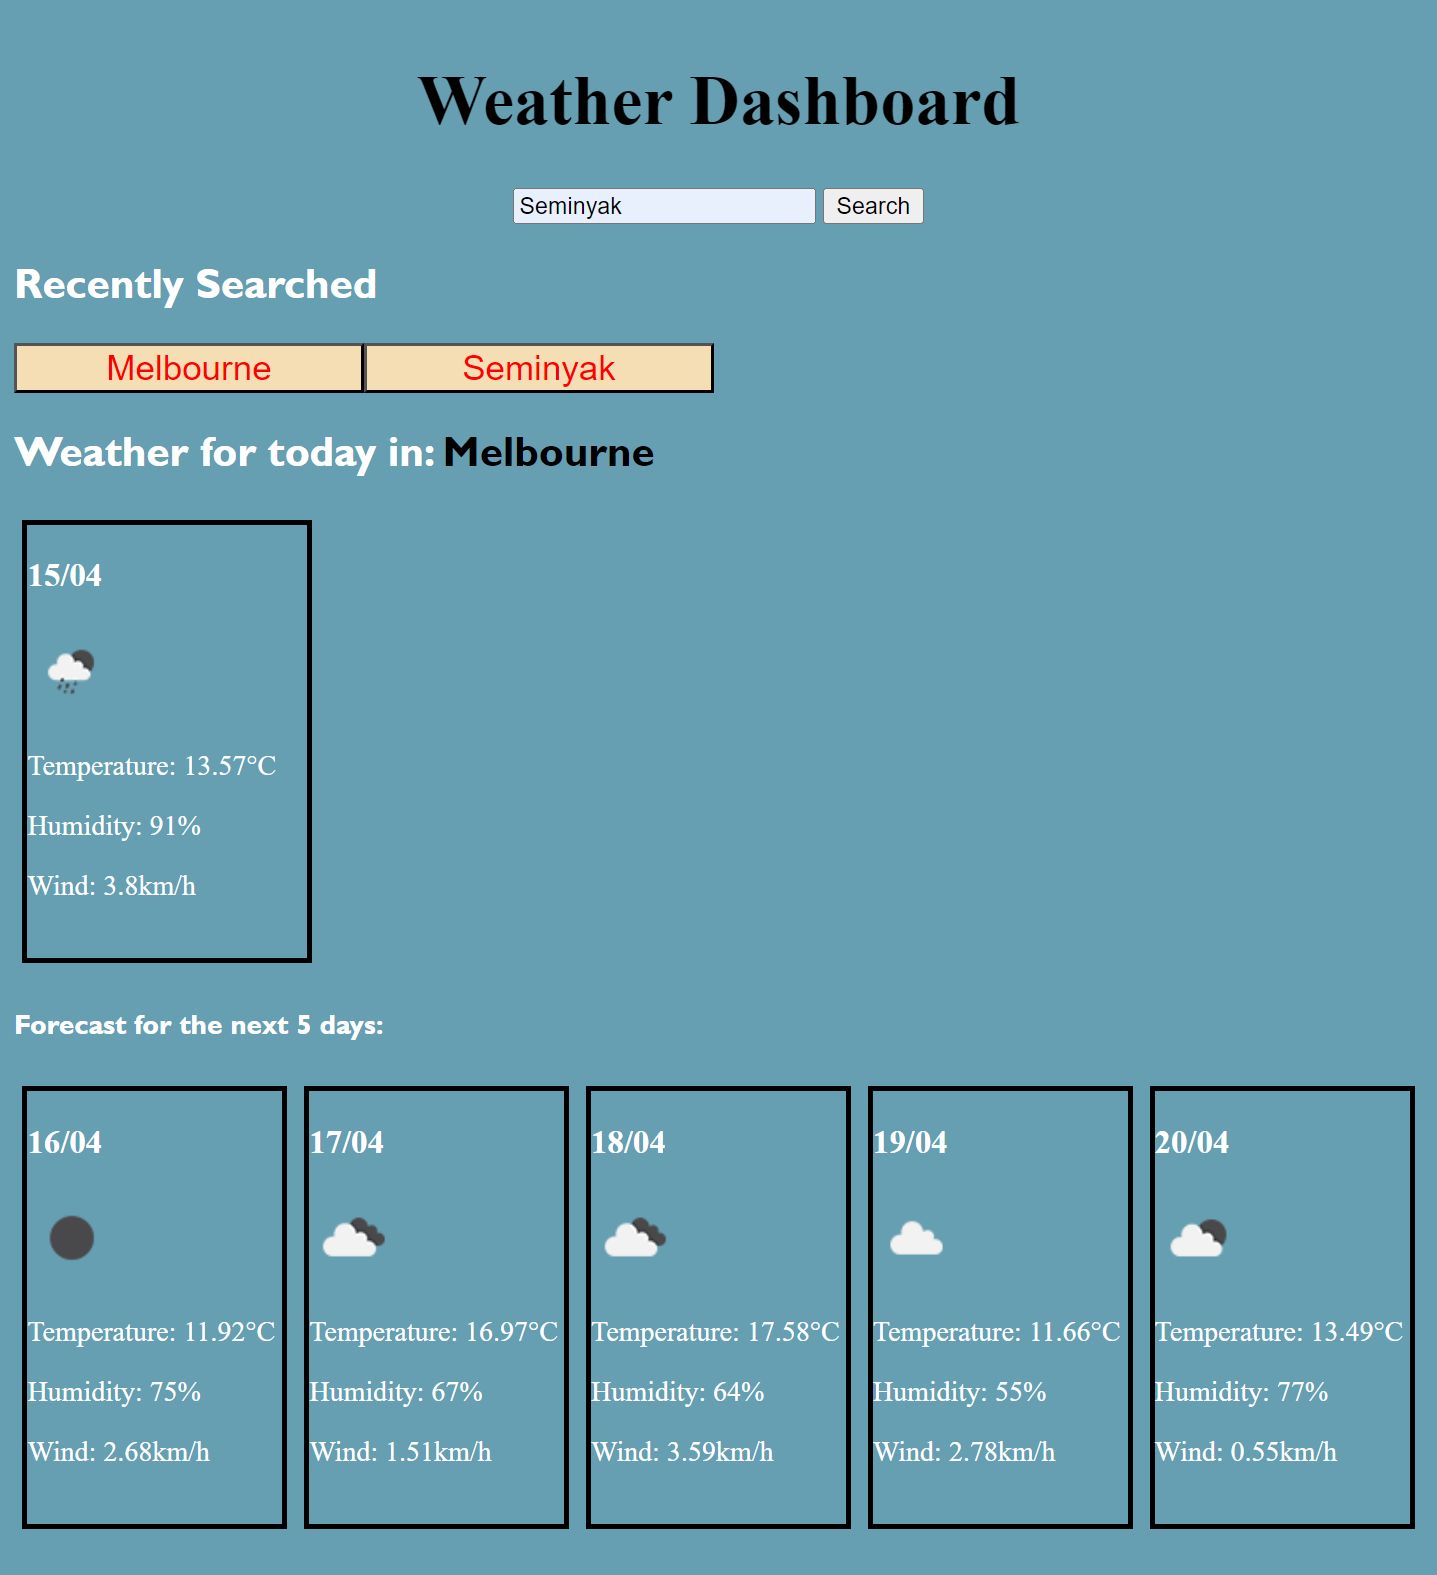 Weather Dashboard
Seminyak Search
Recently Searched
Melbourne Seminyak
Weather for today in: Melbourne
15/04
Temperature: 13.57°C
Humidity: 91%
Wind: 3.8km/h
Forecast for the next 5 days:
16/04
Temperature: 11.92°C
Humidity: 75%
Wind: 2.68km/h
17/04
Temperature: 16.97°C
Humidity: 67%
Wind: 1.51km/h
18/04
Temperature: 17.58°C
Humidity: 64%
Wind: 3.59km/h
19/04
Temperature: 11.66°C
Humidity: 55%
Wind: 2.78km/h
20/04
Temperature: 13.49°C
Humidity: 77%
Wind: 0.55km/h